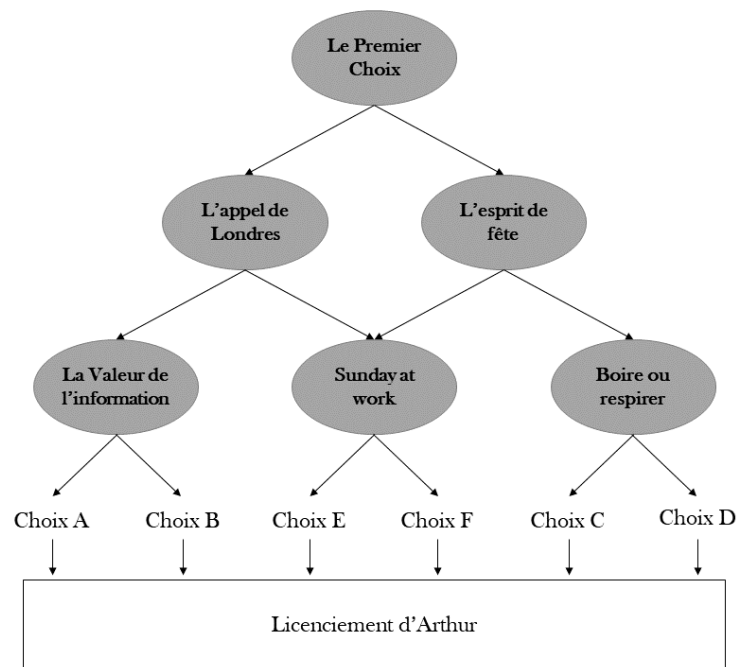 Le Premier
Choix
L'appel de
Londres
L'esprit de
fête
La Valeur de
l'information
Sunday at
work
Boire ou
respirer
Choix A
Choix B
Choix E
Choix F
Choix C
Choix D
Licenciement d'Arthur